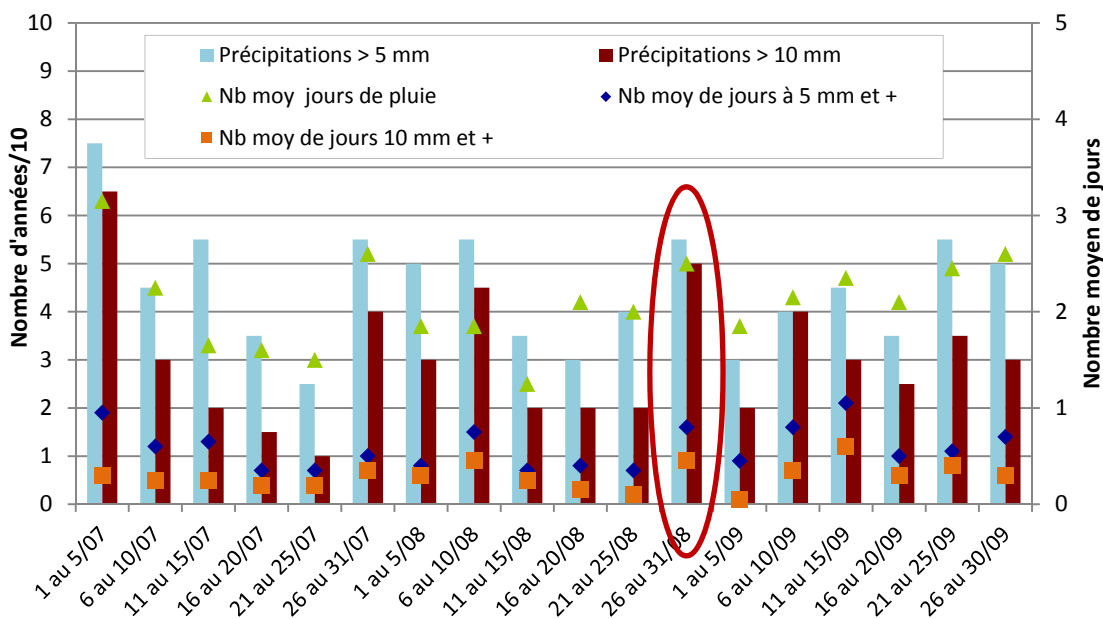 10
9
8
7
6
5
4
3
2
1
0
Nombre d'années/10
Précipitations > 5 mm
Précipitations > 10 mm
Nb moy  jours de pluie
Nb moy de jours à 5 mm et +
Nb moy de jours 10 mm et +
5
4
3
2
1
0
Nombre moyen de jours
1 au 5/07
6 au 10/07
11 au 15/07
16 au 20/07
21 au 25/07
26 au 31/07
1 au 5/08
6 au 10/08
11 au 15/08
16 au 20/08
21 au 25/08
26 au 31/08
1 au 5/09
6 au 10/09
11 au 15/09
16 au 20/09
21 au 25/09
26 au 30/09